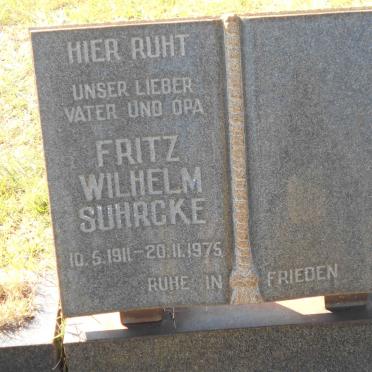 HIER RUHT
UNSER LIEBER
VATER UND OPA
FRITZ
WILHELM
SUHRCKE
10.5.1911-20.11.1975
RUHE IN FRIEDEN